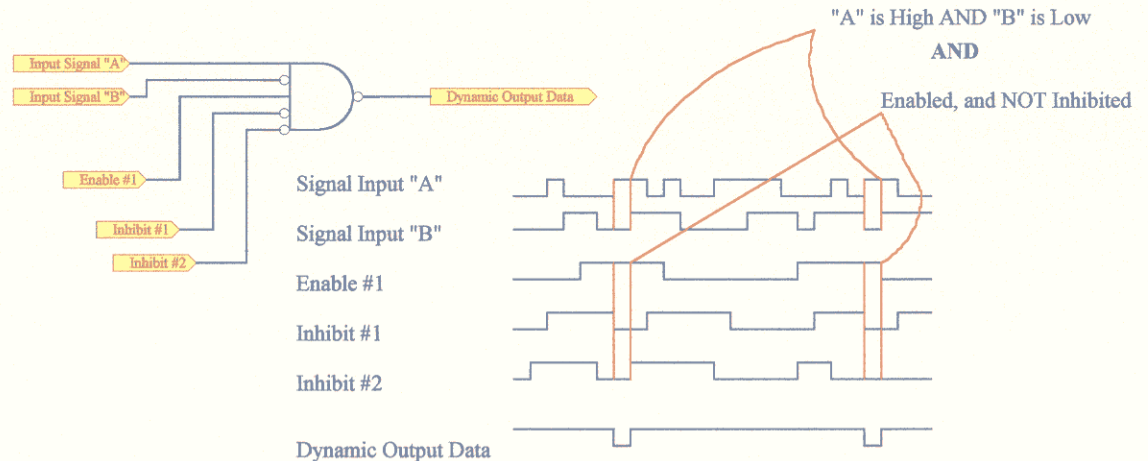 "A" is High AND "B" is Low
AND
Enabled, and NOT Inhibited
Input Signal "A"
Input Signal "B"
Dynamic Output Data
Enable #1
Inhibit #1
Inhibit #2
Signal Input "A"
Signal Input "B"
Enable #1
Inhibit #1
Inhibit #2
Dynamic Output Data